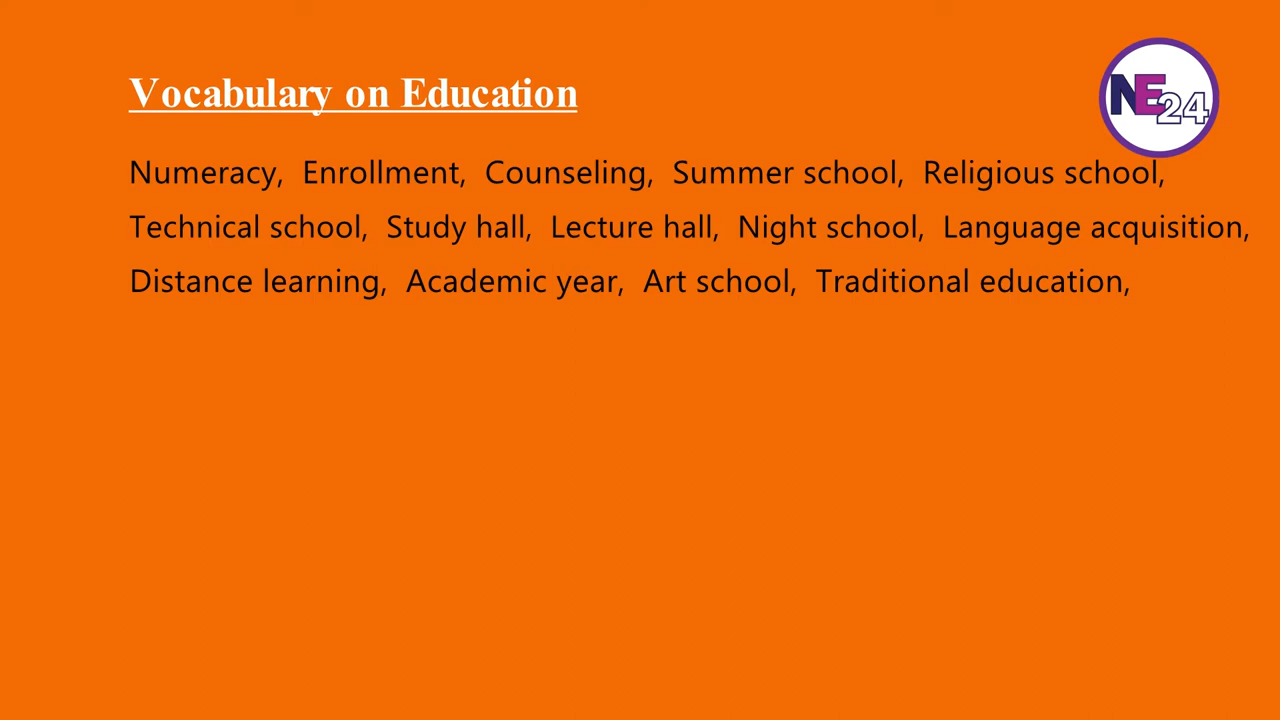 Vocabulary on Education
NE24
Numeracy, Enrollment, Counseling, Summer school, Religious school,
Technical school, Study hall, Lecture hall, Night school, Language acquisition,
Distance learning, Academic year, Art school, Traditional education,